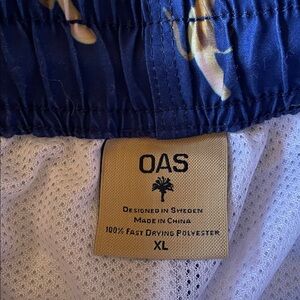 OAS
DESIGNED IN SWEDEN
MADE IN CHINA
100% FAST DRYING POLYESTER
XL